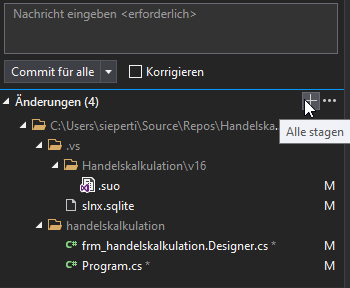 Nachricht eingeben <erforderlich>
Commit für alle
Korrigieren
Änderungen (4)
C:\Users\sieperti\Source\Repos\Handelska...
Alle stagen
.vs
Handelskalkulation\v16
.suo M
slnx.sqlite M
handelskalkulation
C# frm_handelskalkulation.Designer.cs * M
C# Program.cs * M